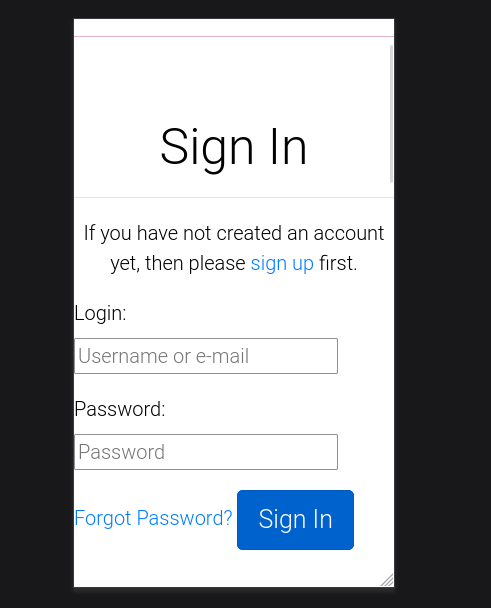 Sign In
If you have not created an account
yet, then please sign up first.
Login:
Username or e-mail
Password:
Password
Forgot Password? Sign In